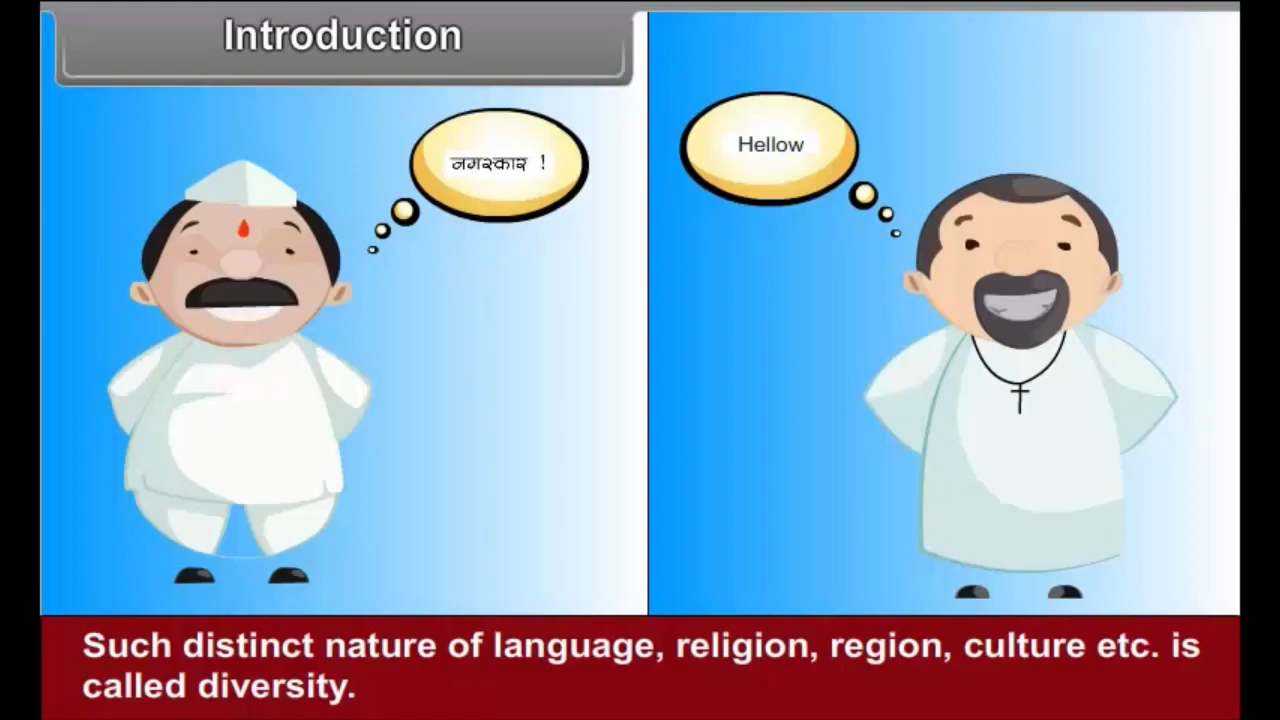 Introduction
नमस्कार !
Hellow
Such distinct nature of language, religion, region, culture etc. is
called diversity.